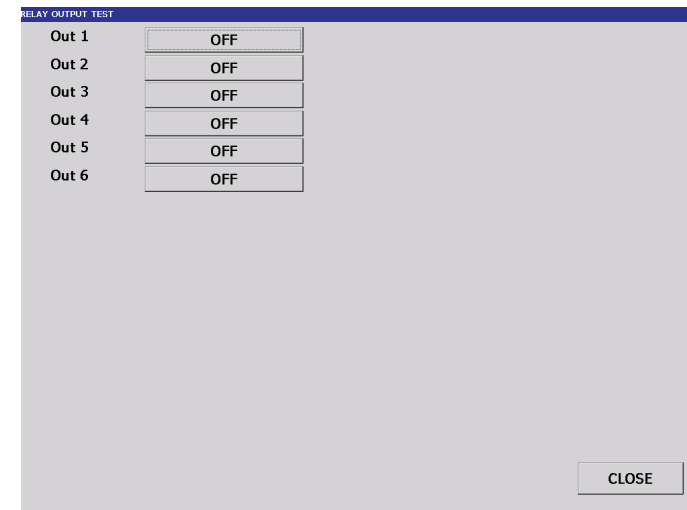 RELAY OUTPUT TEST
Out 1 OFF
Out 2 OFF
Out 3 OFF
Out 4 OFF
Out 5 OFF
Out 6 OFF
CLOSE